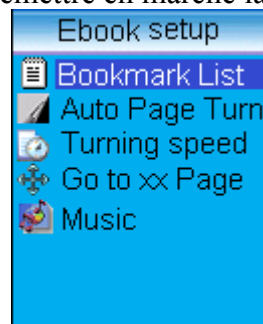 Ebook setup
Bookmark List
Auto Page Turn
Turning speed
Go to xx Page
Music